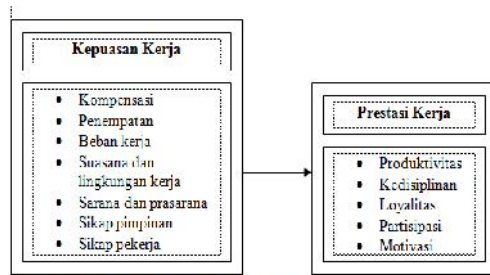 Kepuasan Kerja
• Kompensasi
• Penempatan
• Beban kerja
• Suasana dan
lingkungan kerja
• Sarana dan prasarana
• Sikap pimpinan
• Sikap pekerja
Prestasi Kerja
• Produktivitas
• Kedisiplinan
• Loyalitas
• Partisipasi
• Motivasi